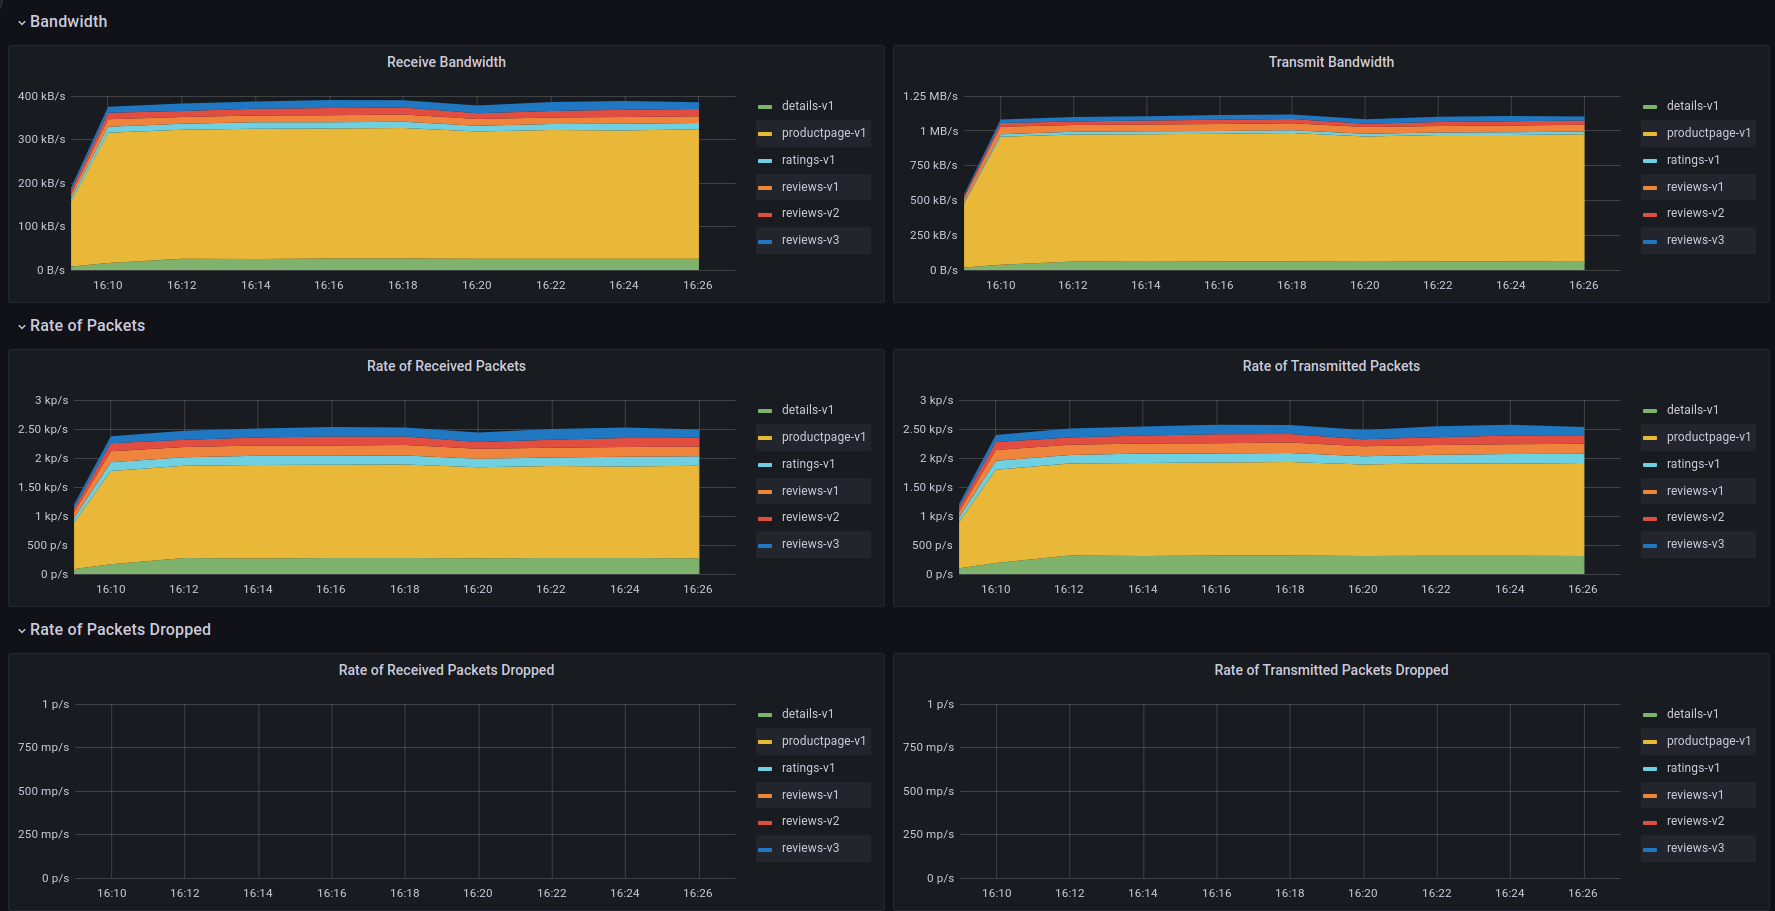 Bandwidth
Receive Bandwidth
400 kB/s
300 kB/s
200 kB/s
100 kB/s
0 B/s
16:10 16:12 16:14 16:16 16:18 16:20 16:22 16:24 16:26
details-v1
productpage-v1
ratings-v1
reviews-v1
reviews-v2
reviews-v3
Transmit Bandwidth
1.25 MB/s
1 MB/s
750 kB/s
500 kB/s
250 kB/s
0 B/s
16:10 16:12 16:14 16:16 16:18 16:20 16:22 16:24 16:26
details-v1
productpage-v1
ratings-v1
reviews-v1
reviews-v2
reviews-v3
Rate of Packets
Rate of Received Packets
3 kp/s
2.50 kp/s
2 kp/s
1.50 kp/s
1 kp/s
500 p/s
0 p/s
16:10 16:12 16:14 16:16 16:18 16:20 16:22 16:24 16:26
details-v1
productpage-v1
ratings-v1
reviews-v1
reviews-v2
reviews-v3
Rate of Transmitted Packets
3 kp/s
2.50 kp/s
2 kp/s
1.50 kp/s
1 kp/s
500 p/s
0 p/s
16:10 16:12 16:14 16:16 16:18 16:20 16:22 16:24 16:26
details-v1
productpage-v1
ratings-v1
reviews-v1
reviews-v2
reviews-v3
Rate of Packets Dropped
Rate of Received Packets Dropped
1 p/s
750 mp/s
500 mp/s
250 mp/s
0 p/s
16:10 16:12 16:14 16:16 16:18 16:20 16:22 16:24 16:26
details-v1
productpage-v1
ratings-v1
reviews-v1
reviews-v2
reviews-v3
Rate of Transmitted Packets Dropped
1 p/s
750 mp/s
500 mp/s
250 mp/s
0 p/s
16:10 16:12 16:14 16:16 16:18 16:20 16:22 16:24 16:26
details-v1
productpage-v1
ratings-v1
reviews-v1
reviews-v2
reviews-v3